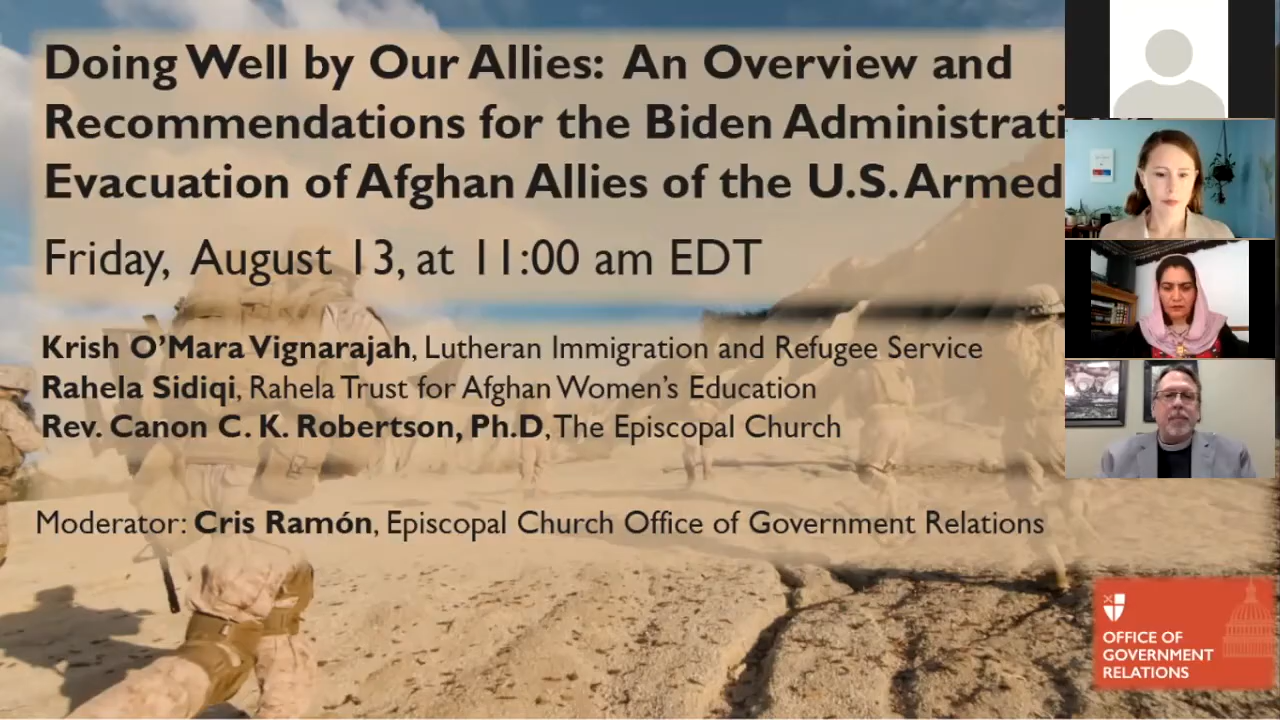 Doing Well by Our Allies: An Overview and
Recommendations for the Biden Administrati
Evacuation of Afghan Allies of the U.S. Armed
Friday, August 13, at 11:00 am EDT
Krish O'Mara Vignarajah, Lutheran Immigration and Refugee Service
Rahela Sidiqi, Rahela Trust for Afghan Women's Education
Rev. Canon C. K. Robertson, Ph.D, The Episcopal Church
Moderator: Cris Ramón, Episcopal Church Office of Government Relations
OFFICE OF
GOVERNMENT
RELATIONS